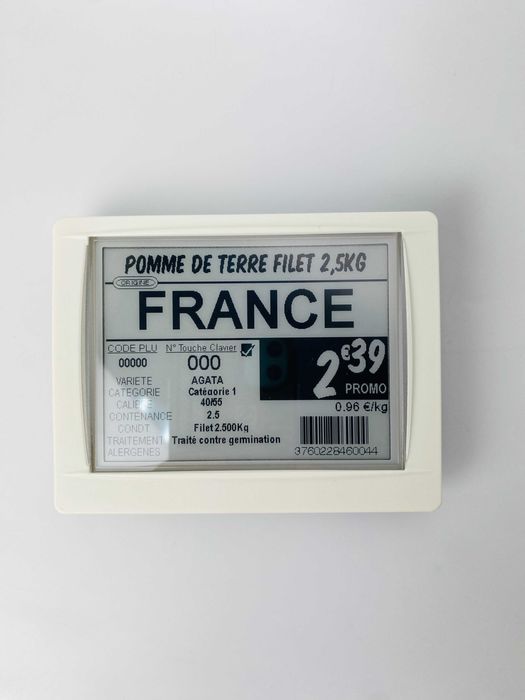 POMME DE TERRE FILET 2,5KG
ORIGINE
FRANCE
CODE PLU N° Touche Clavier
00000 000
2€39
PROMO
0.96 €/kg
VARIETE AGATA
CATEGORIE Catégorie 1
CALIBRE 40/55
CONTENANCE 2.5
CONDT Filet 2.500Kg
TRAITEMENT Traité contre germination
ALERGENES
3760228460044